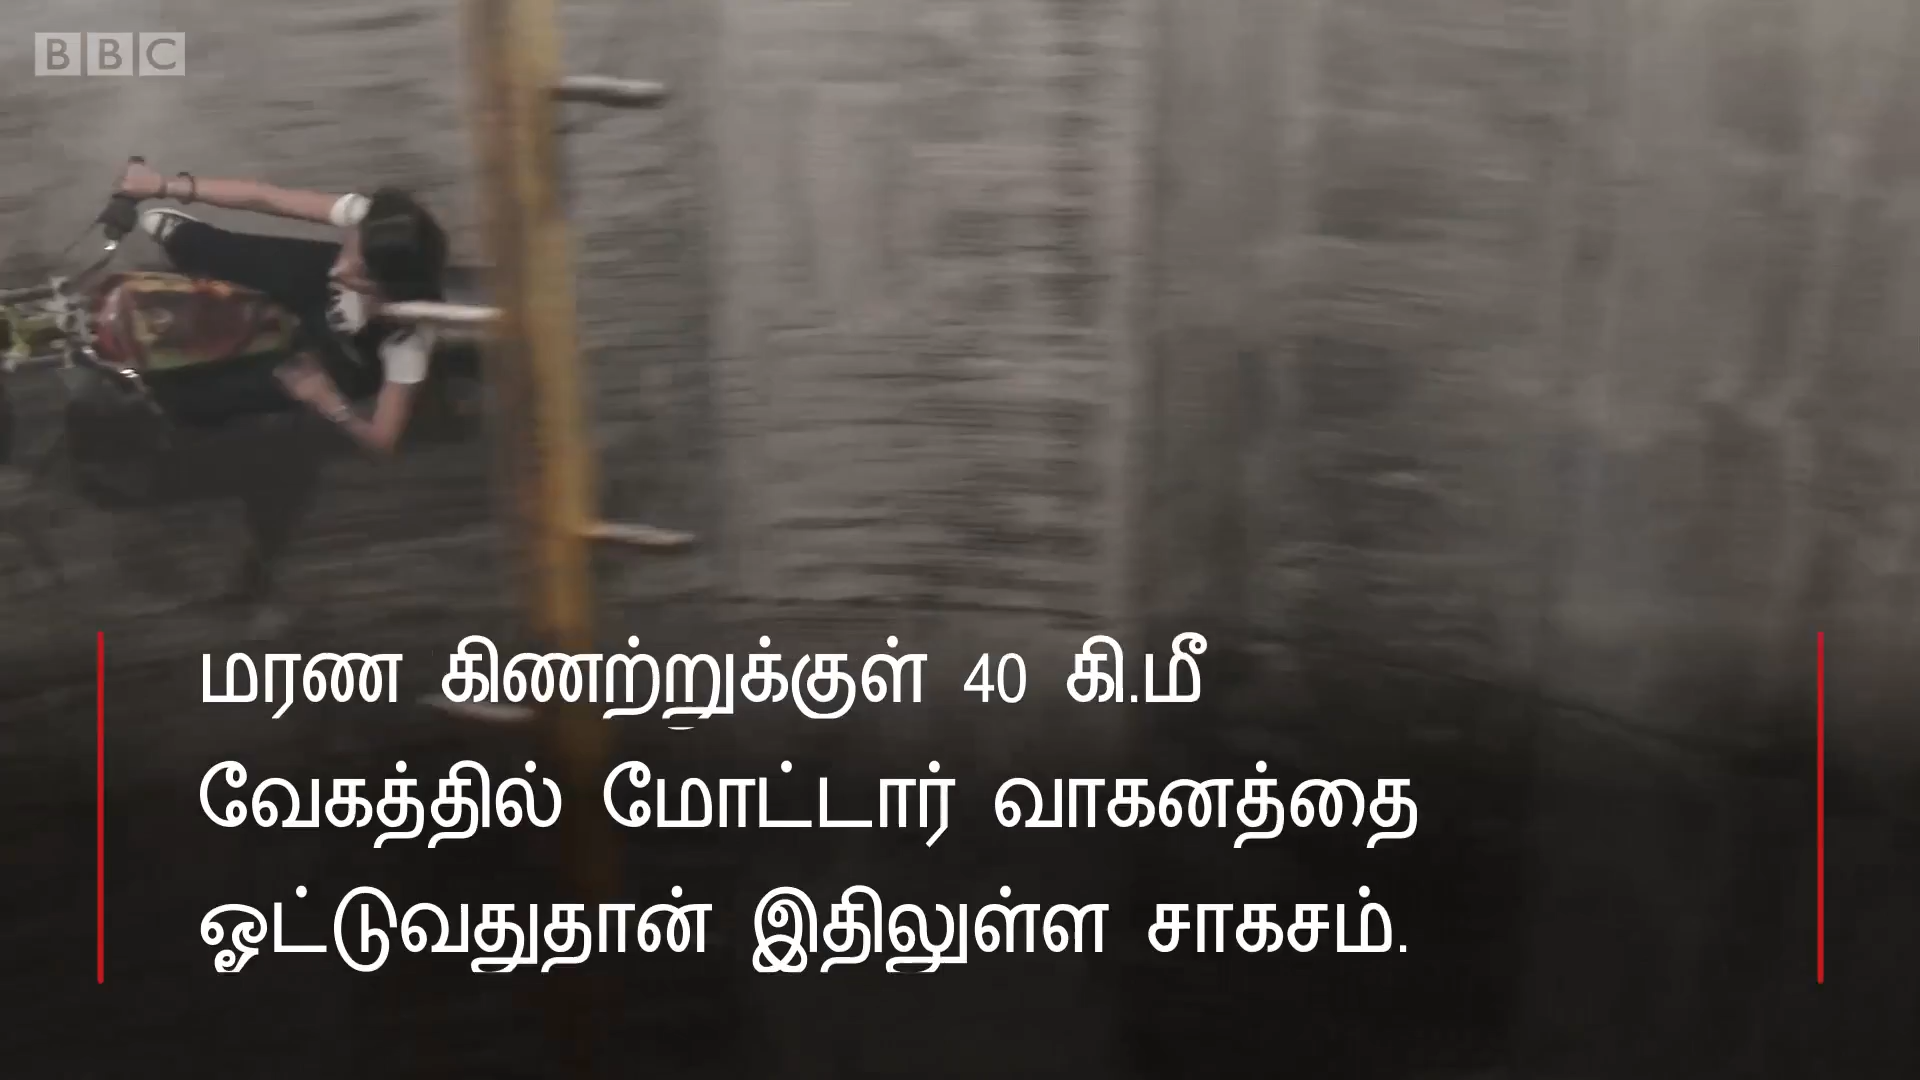 BBC
மரண கிணற்றுக்குள் 40 கி.மீ
வேகத்தில் மோட்டார் வாகனத்தை
ஓட்டுவதுதான் இதிலுள்ள சாகசம்.